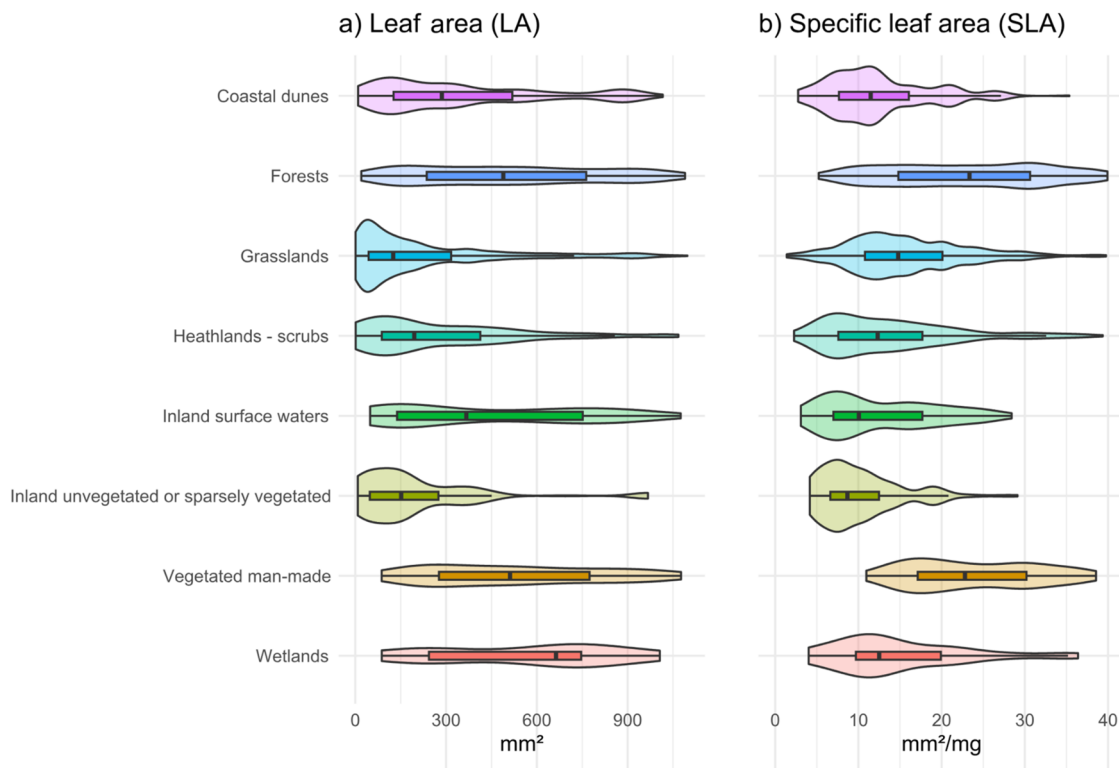 a) Leaf area (LA)
b) Specific leaf area (SLA)
Coastal dunes
Forests
Grasslands
Heathlands - scrubs
Inland surface waters
Inland unvegetated or sparsely vegetated
Vegetated man-made
Wetlands
0 300 600 900
0 10 20 30 40
mm²
mm²/mg